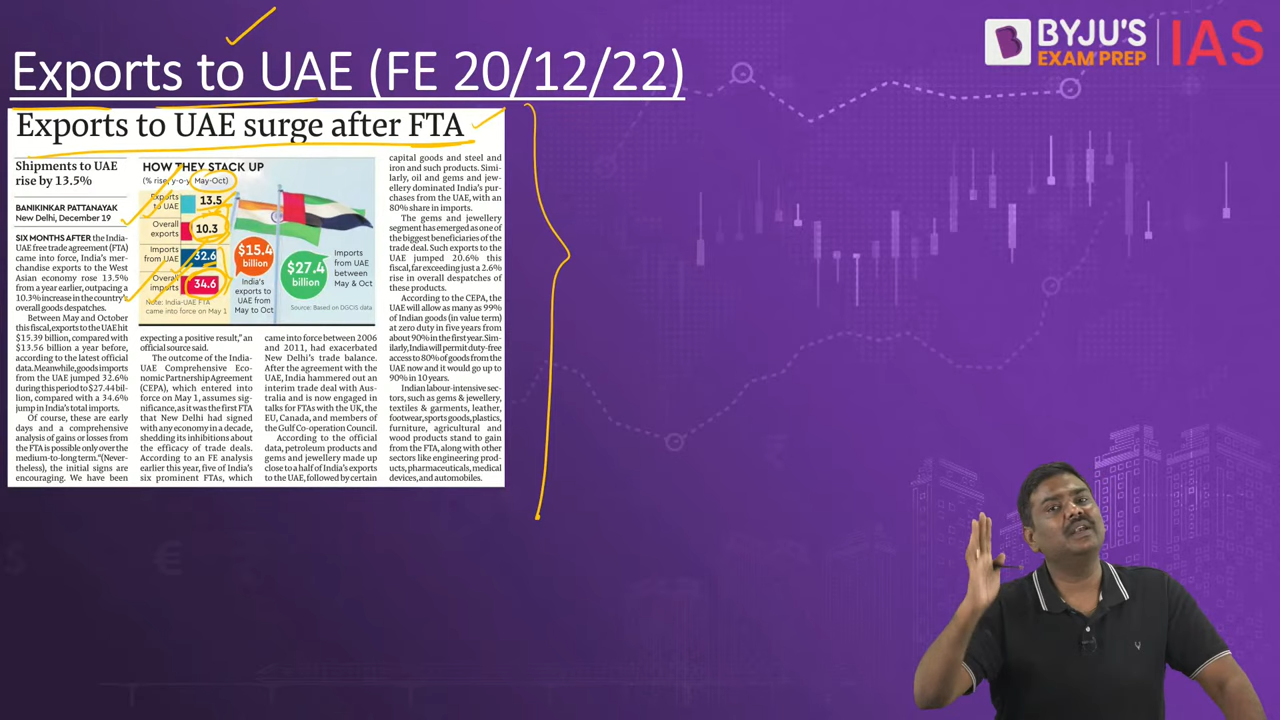 Exports to UAE (FE 20/12/22)
BYJU'S
EXAM PREP
IAS
Exports to UAE surge after FTA
Shipments to UAE
rise by 13.5%
BANIKINKAR PATTANAYAK
New Delhi, December 19
SIX MONTHS AFTER the India-
UAE free trade agreement (FTA)
came into force, India's mer-
chandise exports to the West
Asian economy rose 13.5%
from a year earlier, outpacing a
10.3% increase in the country's
overall goods despatches.
Between May and October
this fiscal, exports to the UAE hit
$15.39 billion, compared with
$13.56 billion a year before,
according to the latest official
data. Meanwhile, goods imports
from the UAE jumped 32.6%
during this period to $27.44 bil-
lion, compared with a 34.6%
jump in India's total imports.
Of course, these are early
days and a comprehensive
analysis of gains or losses from
the FTA is possible only over the
medium-to-long term. "(Never-
theless), the initial signs are
encouraging. We have been
HOW THEY STACK UP
(% rise, y-o-y, May-Oct)
Exports
to UAE
13.5
Overall
exports
10.3
Imports
from UAE
32.6
Overall
imports
34.6
Note: India-UAE FTA
came into force on May 1
$15.4
billion
India's
exports to
UAE from
May to Oct
$27.4
billion
Imports
from UAE
between
May & Oct
Source: Based on DGCIS data
expecting a positive result," an
official source said.
The outcome of the India-
UAE Comprehensive Eco-
nomic Partnership Agreement
(CEPA), which entered into
force on May 1, assumes sig-
nificance, as it was the first FTA
that New Delhi had signed
with any economy in a decade,
shedding its inhibitions about
the efficacy of trade deals.
According to an FE analysis
earlier this year, five of India's
six prominent FTAs, which
came into force between 2006
and 2011, had exacerbated
New Delhi's trade balance.
After the agreement with the
UAE, India hammered out an
interim trade deal with Aus-
tralia and is now engaged in
talks for FTAs with the UK, the
EU, Canada, and members of
the Gulf Co-operation Council.
According to the official
data, petroleum products and
gems and jewellery made up
close to a half of India's exports
to the UAE, followed by certain
capital goods and steel and
iron and such products. Simi-
larly, oil and gems and jew-
ellery dominated India's pur-
chases from the UAE, with an
80% share in imports.
The gems and jewellery
segment has emerged as one of
the biggest beneficiaries of the
trade deal. Such exports to the
UAE jumped 20.6% this
fiscal, far exceeding just a 2.6%
rise in overall despatches of
these products.
According to the CEPA, the
UAE will allow as many as 99%
of Indian goods (in value term)
at zero duty in five years from
about 90% in the first year. Sim-
ilarly, India will permit duty-free
access to 80% of goods from the
UAE now and it would go up to
90% in 10 years.
Indian labour-intensive sec-
tors, such as gems & jewellery,
textiles & garments, leather,
footwear, sports goods, plastics,
furniture, agricultural and
wood products stand to gain
from the FTA, along with other
sectors like engineering prod-
ucts, pharmaceuticals, medical
devices, and automobiles.